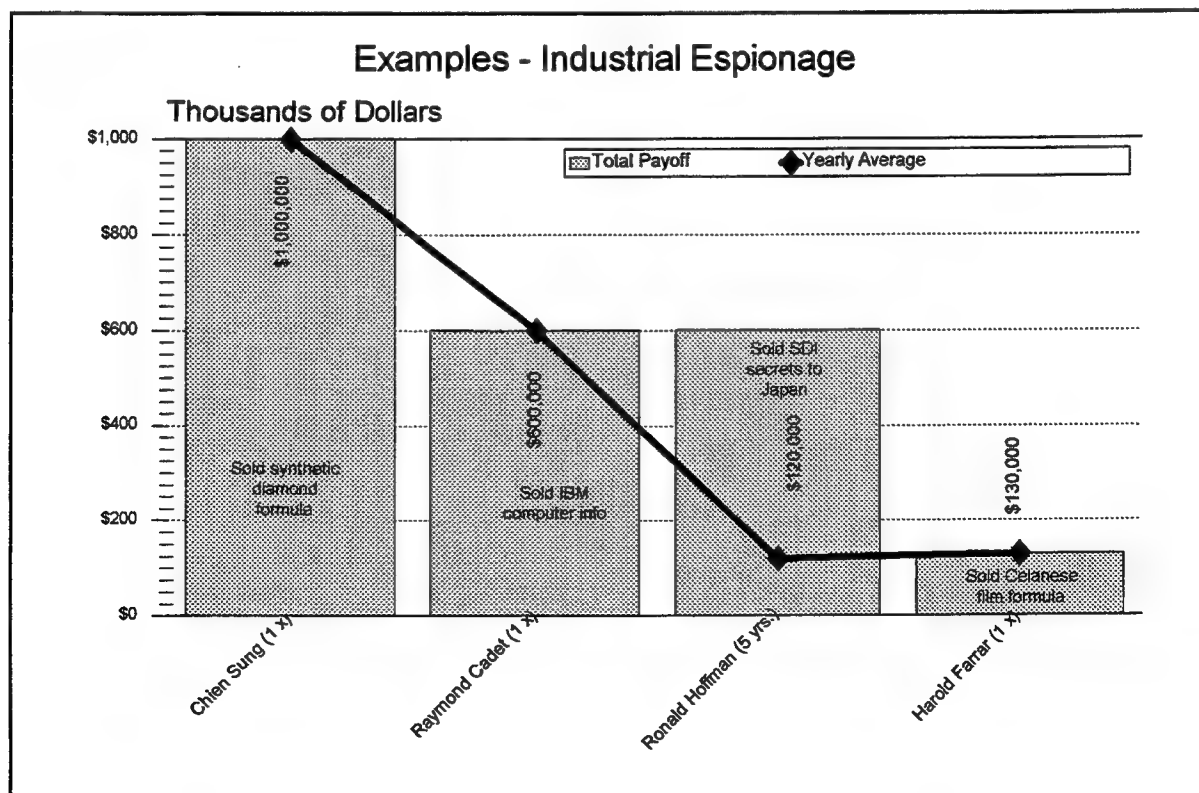 Examples - Industrial Espionage
Thousands of Dollars
Total Payoff
Yearly Average
$1,000
$800
$600
$400
$200
$0
$1,000,000
Sold synthetic
diamond
formula
$600,000
Sold IBM
computer info
Sold SDI
secrets to
Japan
$120,000
$130,000
Sold Celanese
film formula
Chien Sung (1 x)
Raymond Cadet (1 x)
Ronald Hoffman (5 yrs.)
Harold Farrar (1 x)